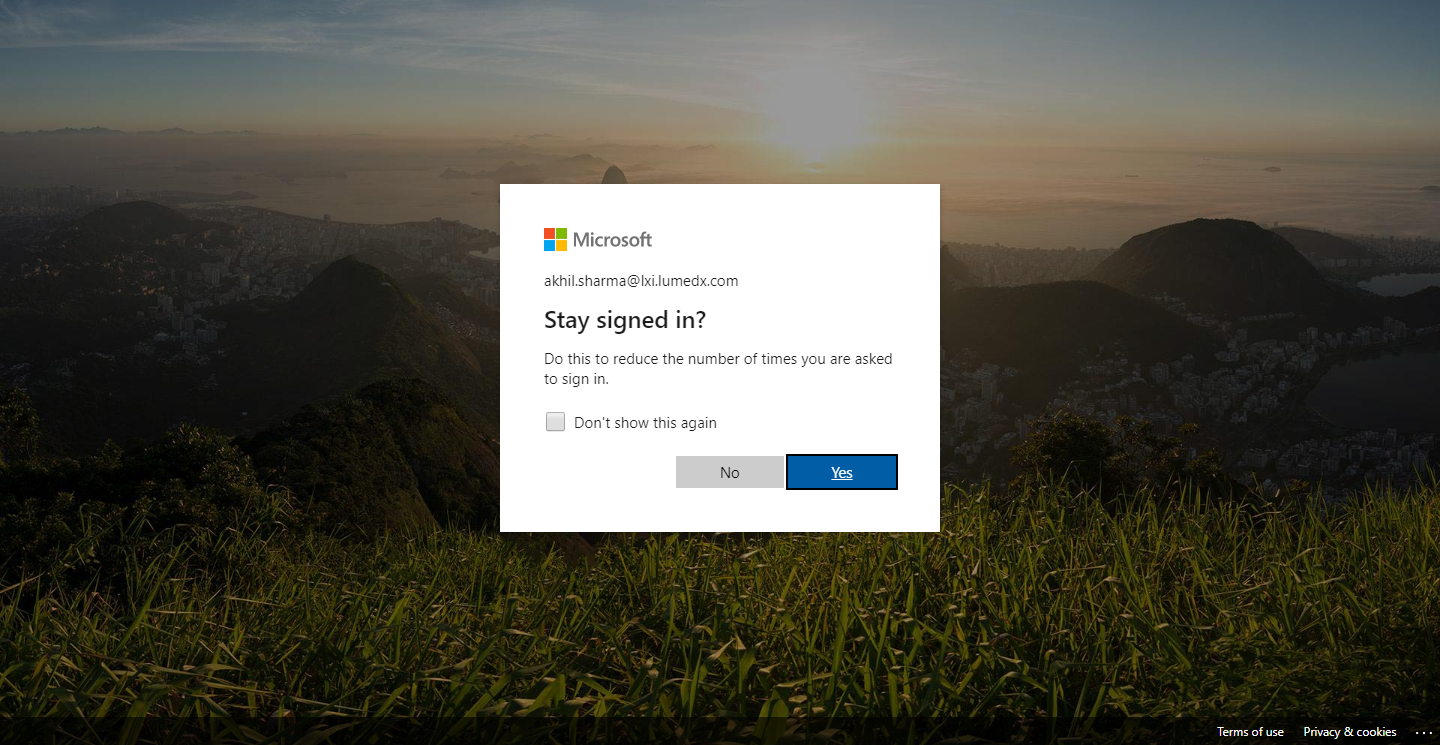 Microsoft
akhil.sharma@lxi.lumedx.com
Stay signed in?
Do this to reduce the number of times you are asked
to sign in.
Don't show this again
No
Yes
Terms of use
Privacy & cookies
...